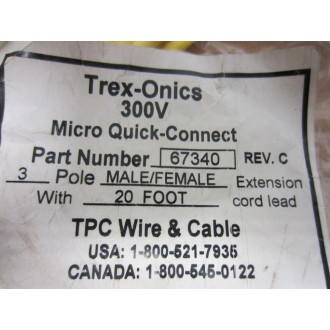 Trex-Onics
300V
Micro Quick-Connect
Part Number 67340 REV. C
3 Pole MALE/FEMALE Extension
With 20 FOOT cord lead
TPC Wire & Cable
USA: 1-800-521-7935
CANADA: 1-800-545-0122